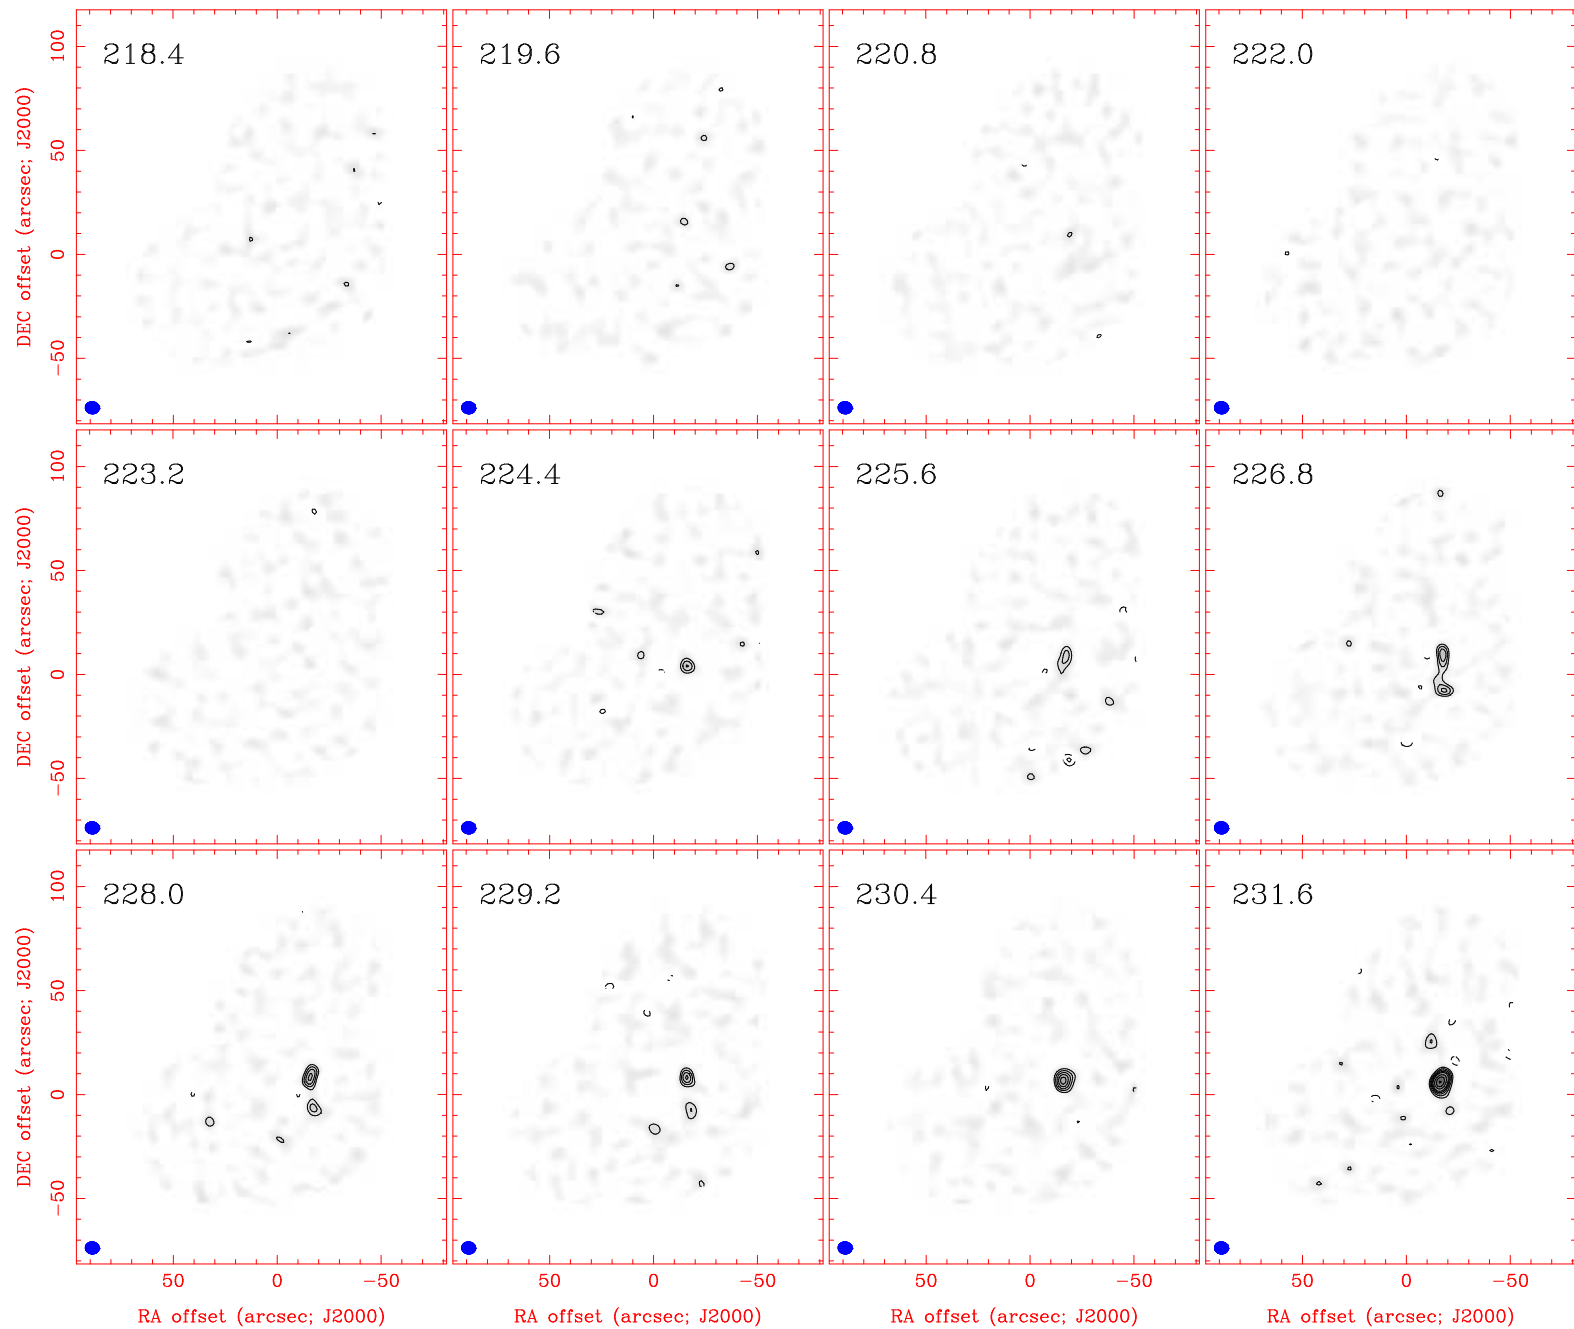 218.4 219.6 220.8 222.0
100
50
0
−50
DEC offset (arcsec; J2000)
223.2 224.4 225.6 226.8
100
50
0
−50
DEC offset (arcsec; J2000)
228.0 229.2 230.4 231.6
100
50
0
−50
DEC offset (arcsec; J2000)
50 0 −50 50 0 −50 50 0 −50 50 0 −50
RA offset (arcsec; J2000) RA offset (arcsec; J2000) RA offset (arcsec; J2000) RA offset (arcsec; J2000)